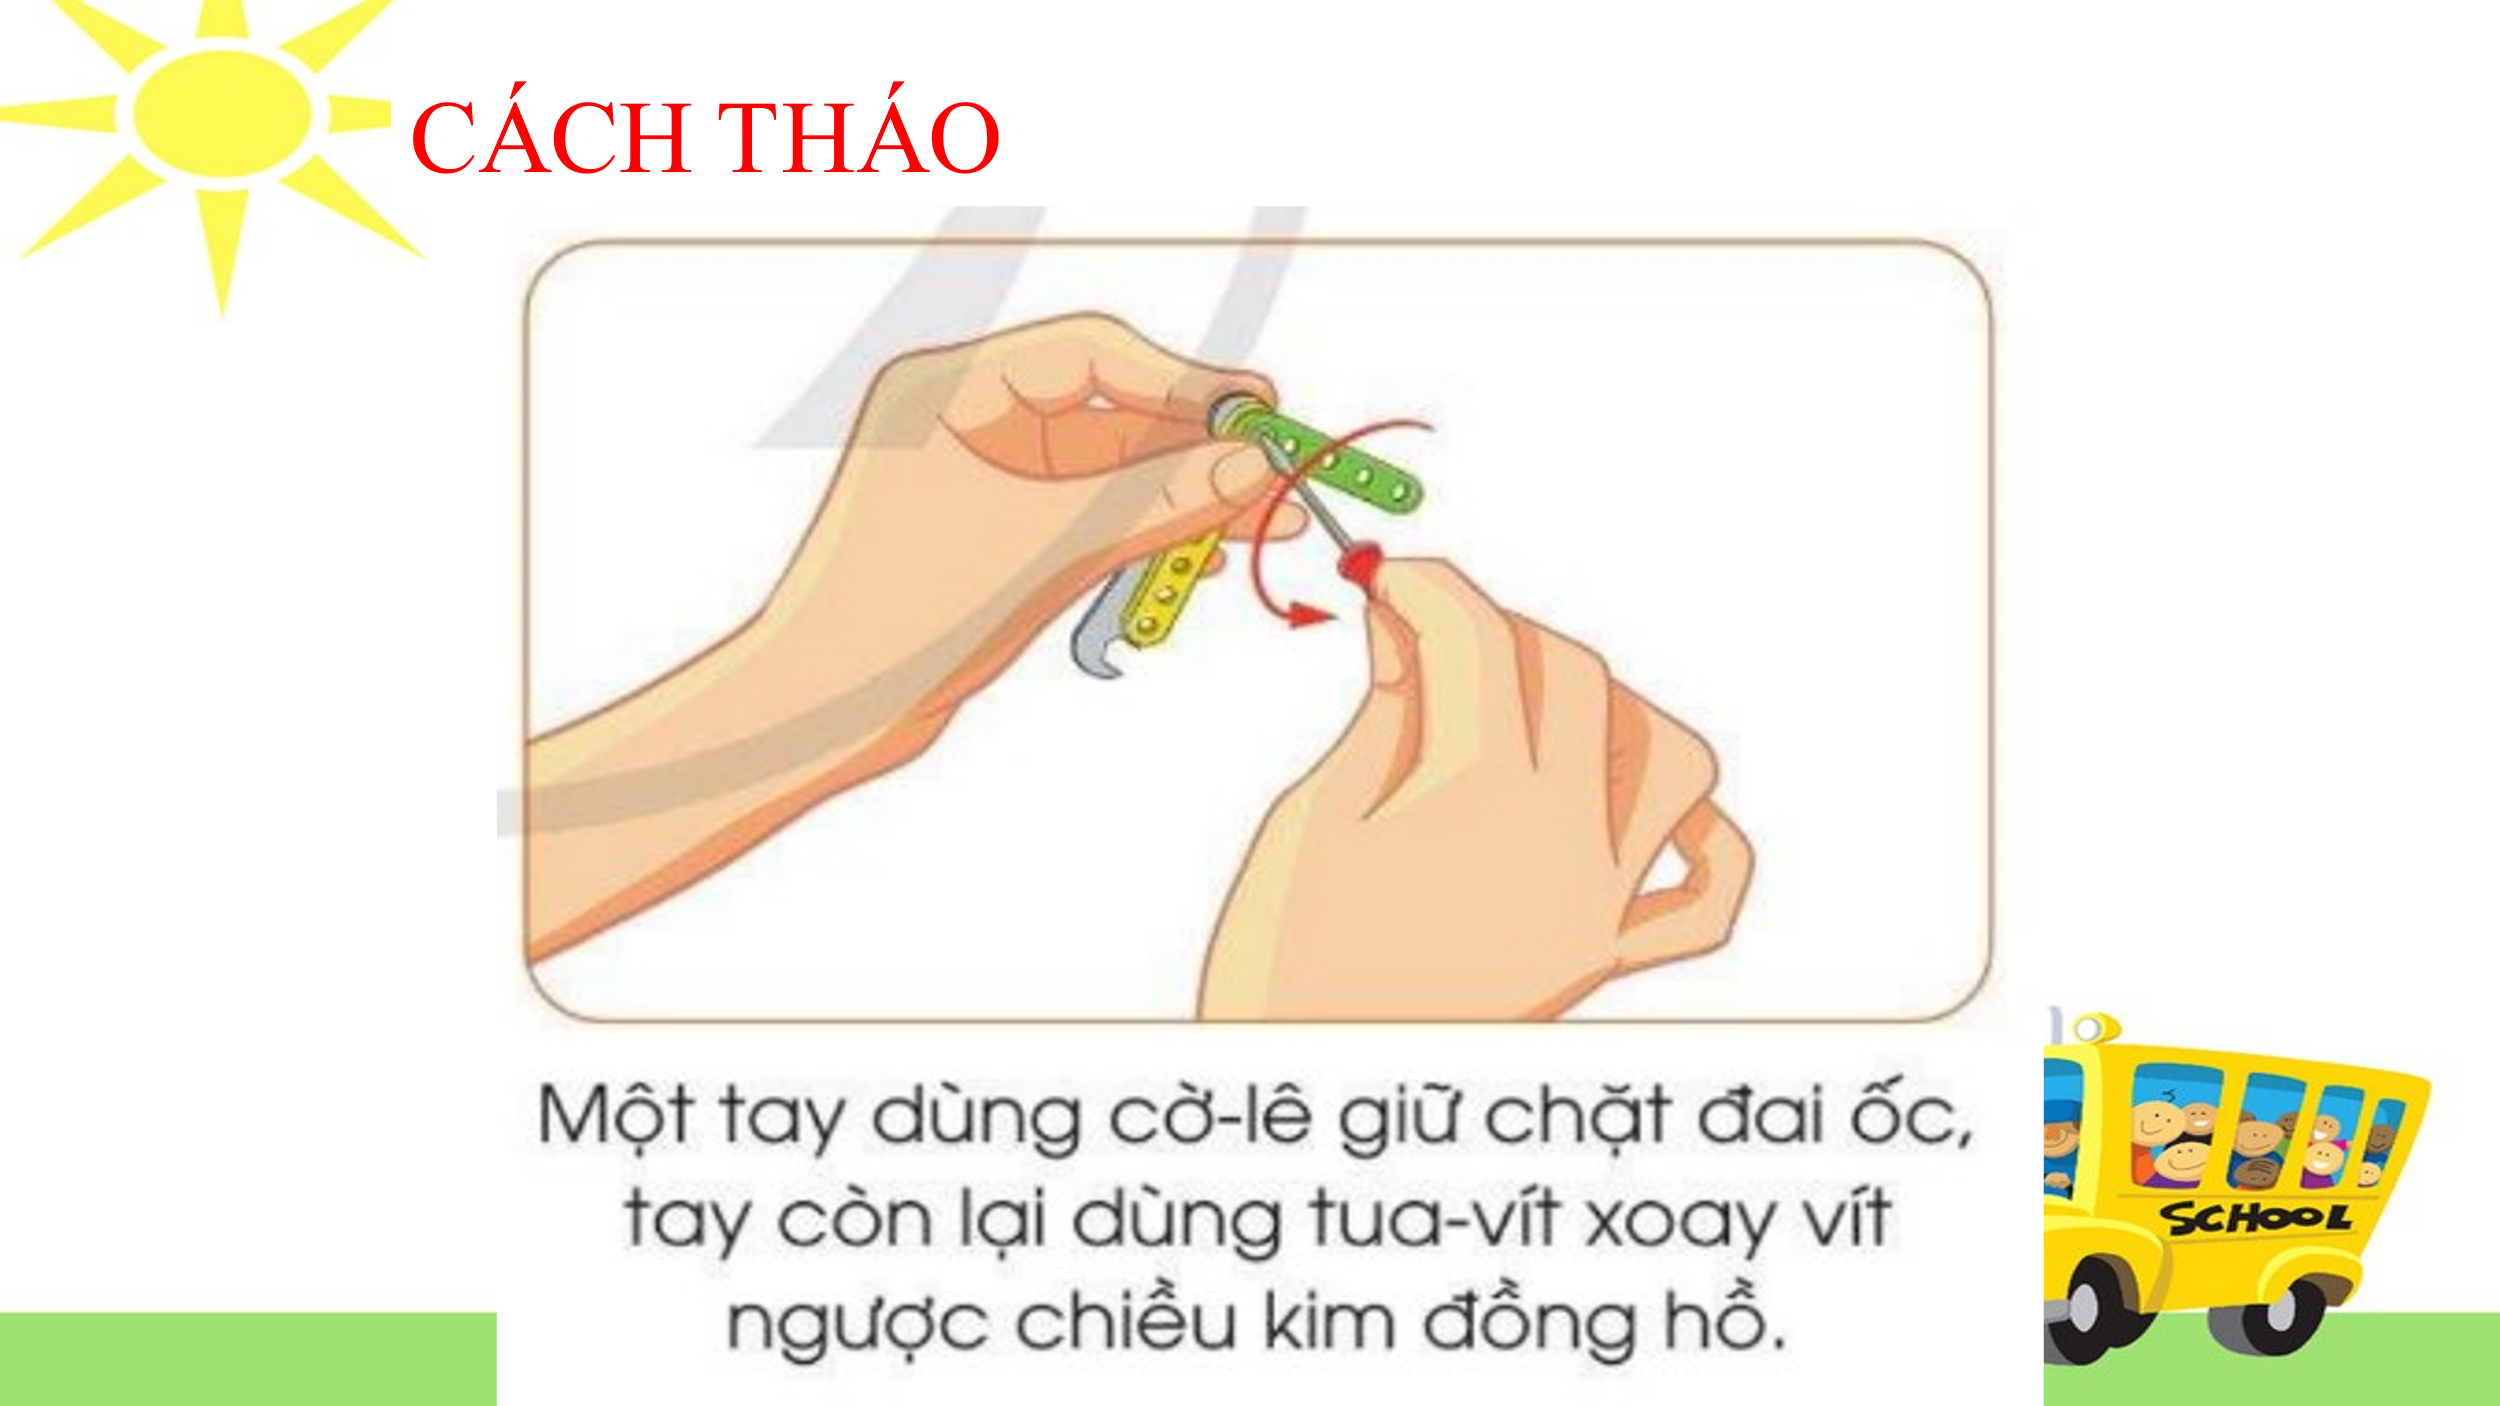 CÁCH THÁO
Một tay dùng cờ-lê giữ chặt đai ốc,
tay còn lại dùng tua-vít xoay vít
ngược chiều kim đồng hồ.
SCHOOL